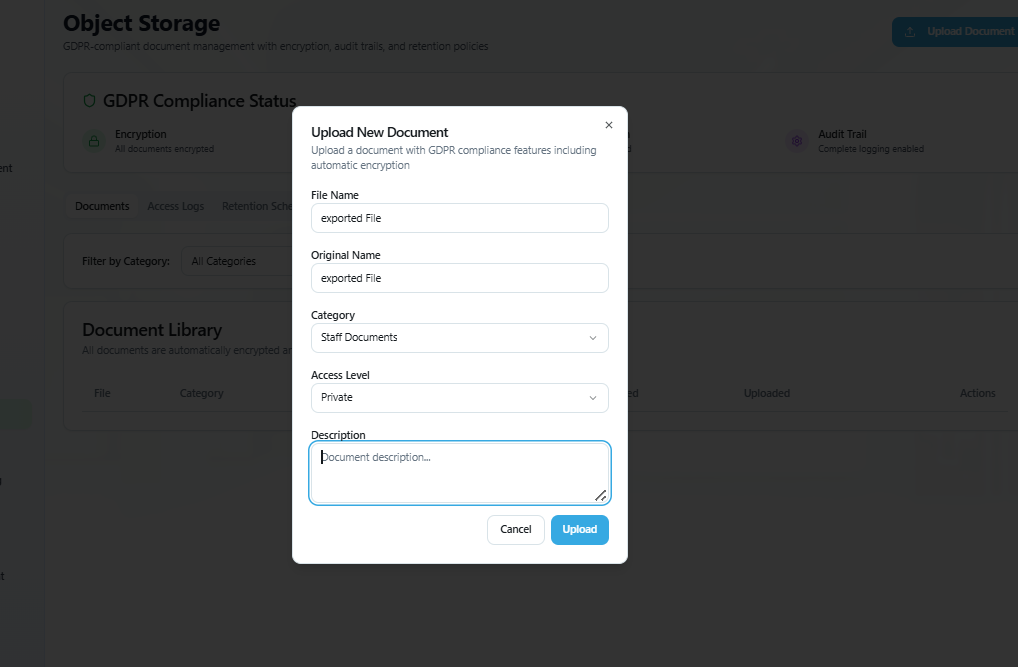 Object Storage
GDPR-compliant document management with encryption, audit trails, and retention policies
Upload Document
GDPR Compliance Status
Encryption
All documents encrypted
Audit Trail
Complete logging enabled
Documents
Access Logs
Retention Sche
Filter by Category:
All Categories
Document Library
All documents are automatically encrypted an
File
Category
Uploaded
Actions
Upload New Document
Upload a document with GDPR compliance features including
automatic encryption
File Name
exported File
Original Name
exported File
Category
Staff Documents
Access Level
Private
Description
Document description...
Cancel
Upload